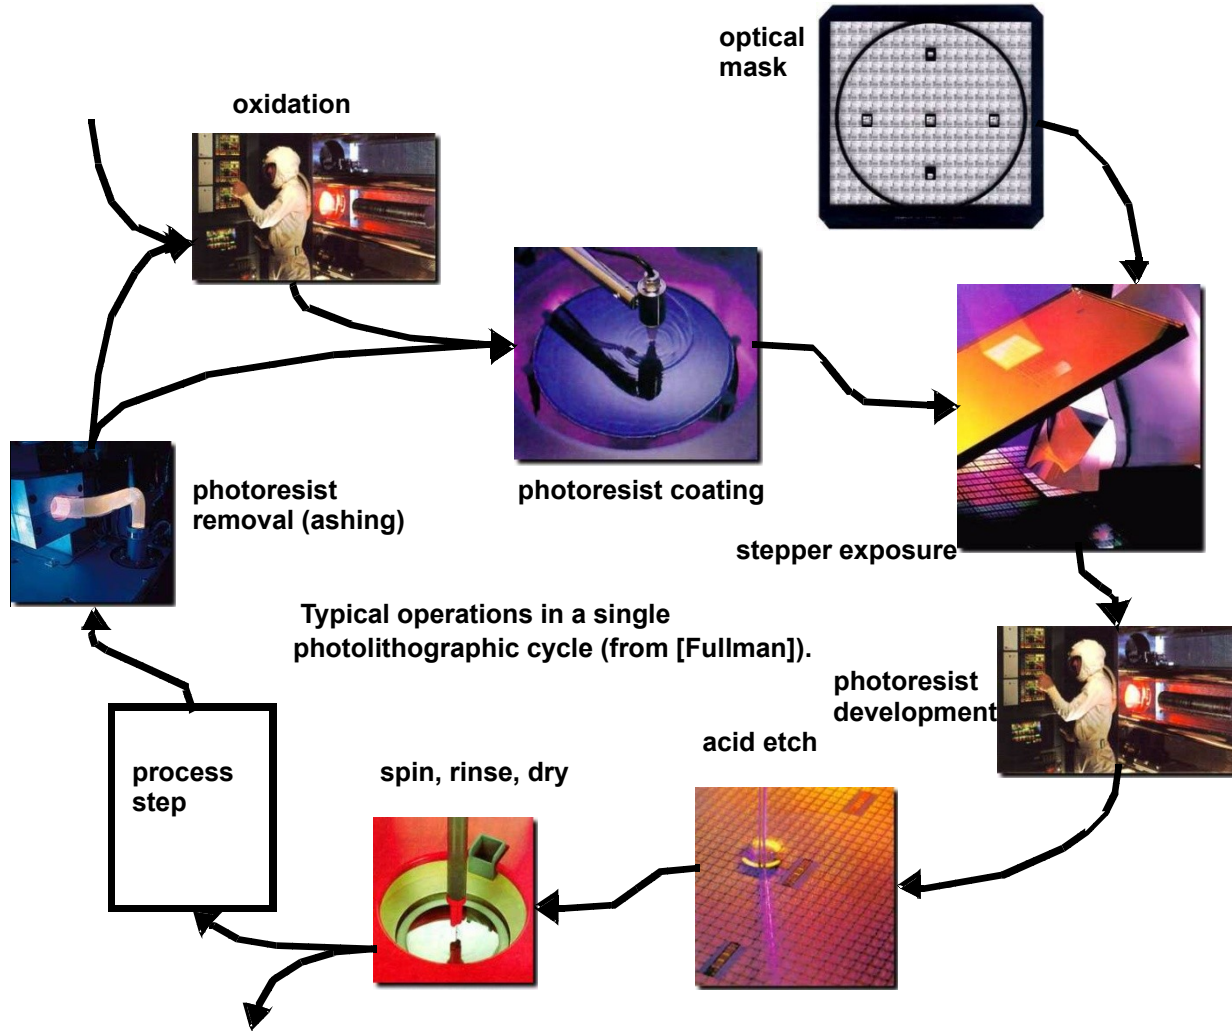 optical
mask
oxidation
photoresist
removal (ashing)
photoresist coating
stepper exposure
Typical operations in a single
photolithographic cycle (from [Fullman]).
photoresist
development
acid etch
process
step
spin, rinse, dry